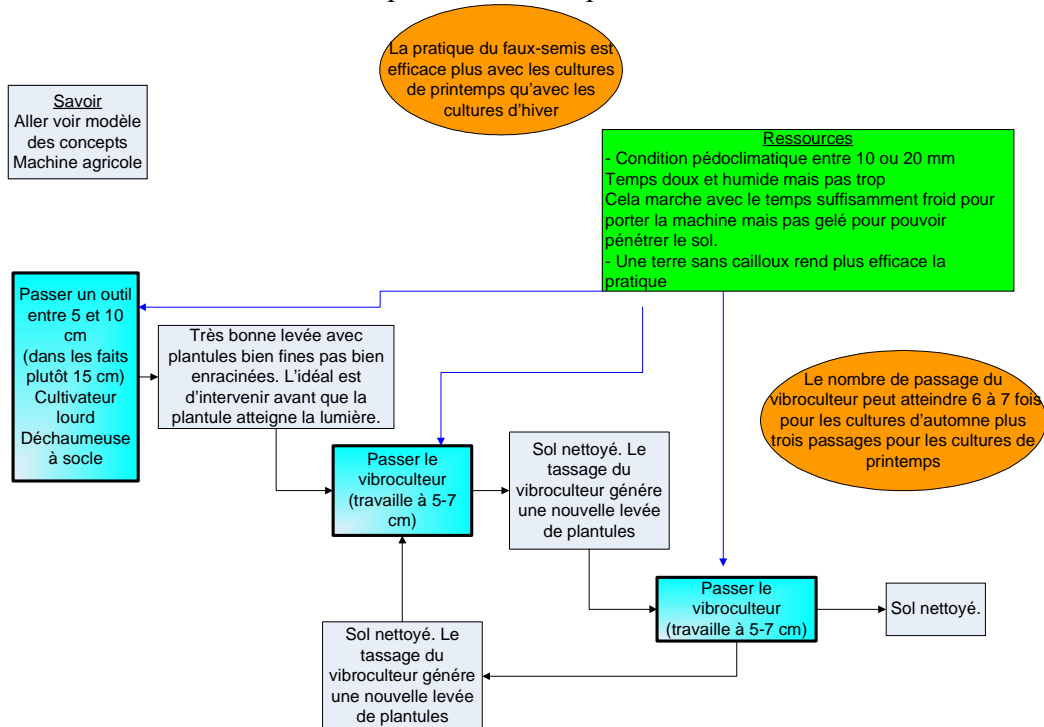 La pratique du faux-semis est
efficace plus avec les cultures
de printemps qu'avec les
cultures d'hiver
Savoir
Aller voir modèle
des concepts
Machine agricole
Ressources
- Condition pédoclimatique entre 10 ou 20 mm
Temps doux et humide mais pas trop
Cela marche avec le temps suffisamment froid pour
porter la machine mais pas gelé pour pouvoir
pénétrer le sol.
- Une terre sans cailloux rend plus efficace la
pratique
Passer un outil
entre 5 et 10
cm
(dans les faits
plutôt 15 cm)
Cultivateur
lourd
Déchaumeuse
à socle
Très bonne levée avec
plantules bien fines pas bien
enracinées. L'idéal est
d'intervenir avant que la
plantule atteigne la lumière.
Le nombre de passage du
vibroculteur peut atteindre 6 à 7 fois
pour les cultures d'automne plus
trois passages pour les cultures de
printemps
Passer le
vibroculteur
(travaille à 5-7
cm)
Sol nettoyé. Le
tassage du
vibroculteur génére
une nouvelle levée
de plantules
Passer le
vibroculteur
(travaille à 5-7 cm)
Sol nettoyé.
Sol nettoyé. Le
tassage du
vibroculteur génére
une nouvelle levée
de plantules